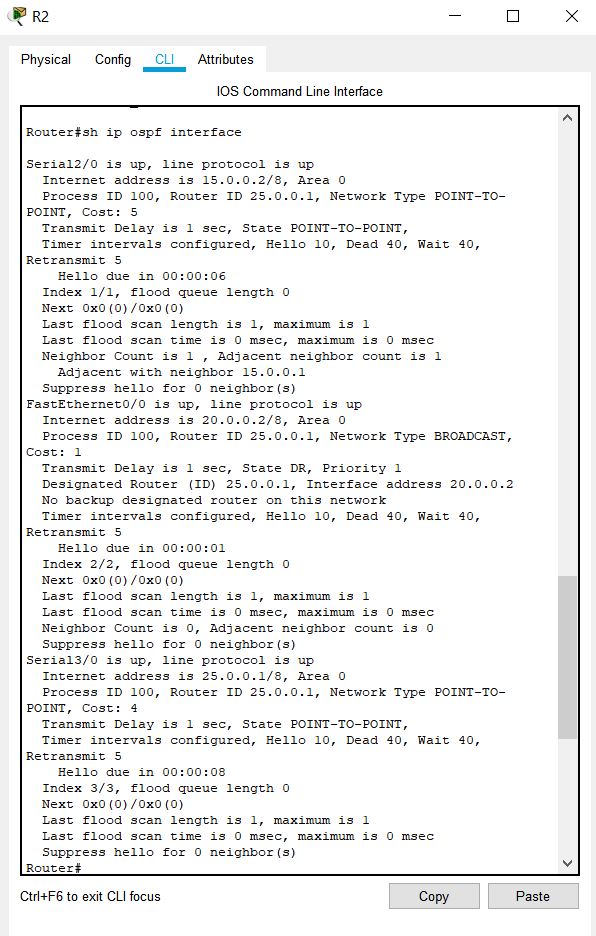 R2
Physical Config CLI Attributes
IOS Command Line Interface
Router#sh ip ospf interface
Serial2/0 is up, line protocol is up
  Internet address is 15.0.0.2/8, Area 0
  Process ID 100, Router ID 25.0.0.1, Network Type POINT-TO-
POINT, Cost: 5
  Transmit Delay is 1 sec, State POINT-TO-POINT,
  Timer intervals configured, Hello 10, Dead 40, Wait 40,
Retransmit 5
    Hello due in 00:00:06
  Index 1/1, flood queue length 0
  Next 0x0(0)/0x0(0)
  Last flood scan length is 1, maximum is 1
  Last flood scan time is 0 msec, maximum is 0 msec
  Neighbor Count is 1 , Adjacent neighbor count is 1
    Adjacent with neighbor 15.0.0.1
  Suppress hello for 0 neighbor(s)
FastEthernet0/0 is up, line protocol is up
  Internet address is 20.0.0.2/8, Area 0
  Process ID 100, Router ID 25.0.0.1, Network Type BROADCAST,
Cost: 1
  Transmit Delay is 1 sec, State DR, Priority 1
  Designated Router (ID) 25.0.0.1, Interface address 20.0.0.2
  No backup designated router on this network
  Timer intervals configured, Hello 10, Dead 40, Wait 40,
Retransmit 5
    Hello due in 00:00:01
  Index 2/2, flood queue length 0
  Next 0x0(0)/0x0(0)
  Last flood scan length is 1, maximum is 1
  Last flood scan time is 0 msec, maximum is 0 msec
  Neighbor Count is 0, Adjacent neighbor count is 0
  Suppress hello for 0 neighbor(s)
Serial3/0 is up, line protocol is up
  Internet address is 25.0.0.1/8, Area 0
  Process ID 100, Router ID 25.0.0.1, Network Type POINT-TO-
POINT, Cost: 4
  Transmit Delay is 1 sec, State POINT-TO-POINT,
  Timer intervals configured, Hello 10, Dead 40, Wait 40,
Retransmit 5
    Hello due in 00:00:08
  Index 3/3, flood queue length 0
  Next 0x0(0)/0x0(0)
  Last flood scan length is 1, maximum is 1
  Last flood scan time is 0 msec, maximum is 0 msec
  Suppress hello for 0 neighbor(s)
Router#
Ctrl+F6 to exit CLI focus
Copy Paste